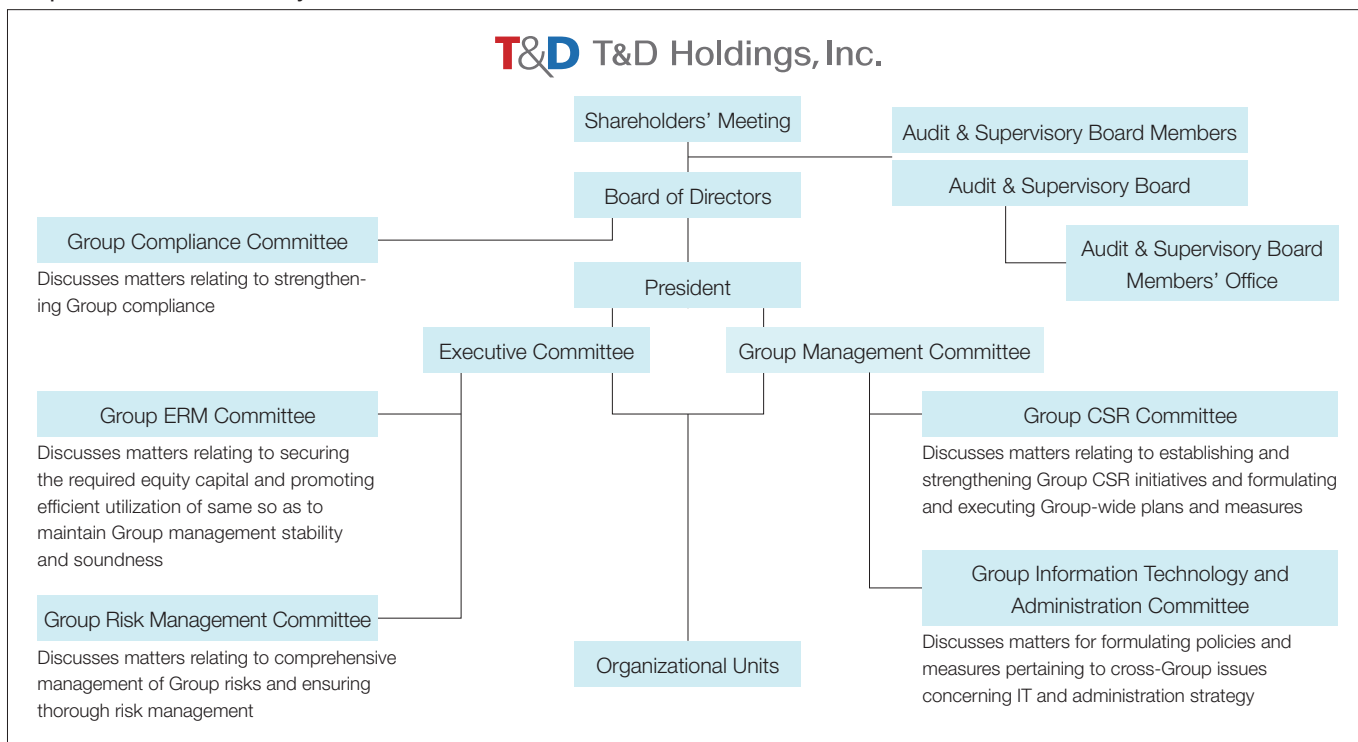 T&D T&D Holdings, Inc.
Shareholders' Meeting
Audit & Supervisory Board Members
Audit & Supervisory Board
Board of Directors
Group Compliance Committee
Discusses matters relating to strengthen-
ing Group compliance
Audit & Supervisory Board
Members' Office
President
Executive Committee
Group Management Committee
Group ERM Committee
Discusses matters relating to securing
the required equity capital and promoting
efficient utilization of same so as to
maintain Group management stability
and soundness
Group CSR Committee
Discusses matters relating to establishing and
strengthening Group CSR initiatives and formulating
and executing Group-wide plans and measures
Group Risk Management Committee
Discusses matters relating to comprehensive
management of Group risks and ensuring
thorough risk management
Group Information Technology and
Administration Committee
Discusses matters for formulating policies and
measures pertaining to cross-Group issues
concerning IT and administration strategy
Organizational Units